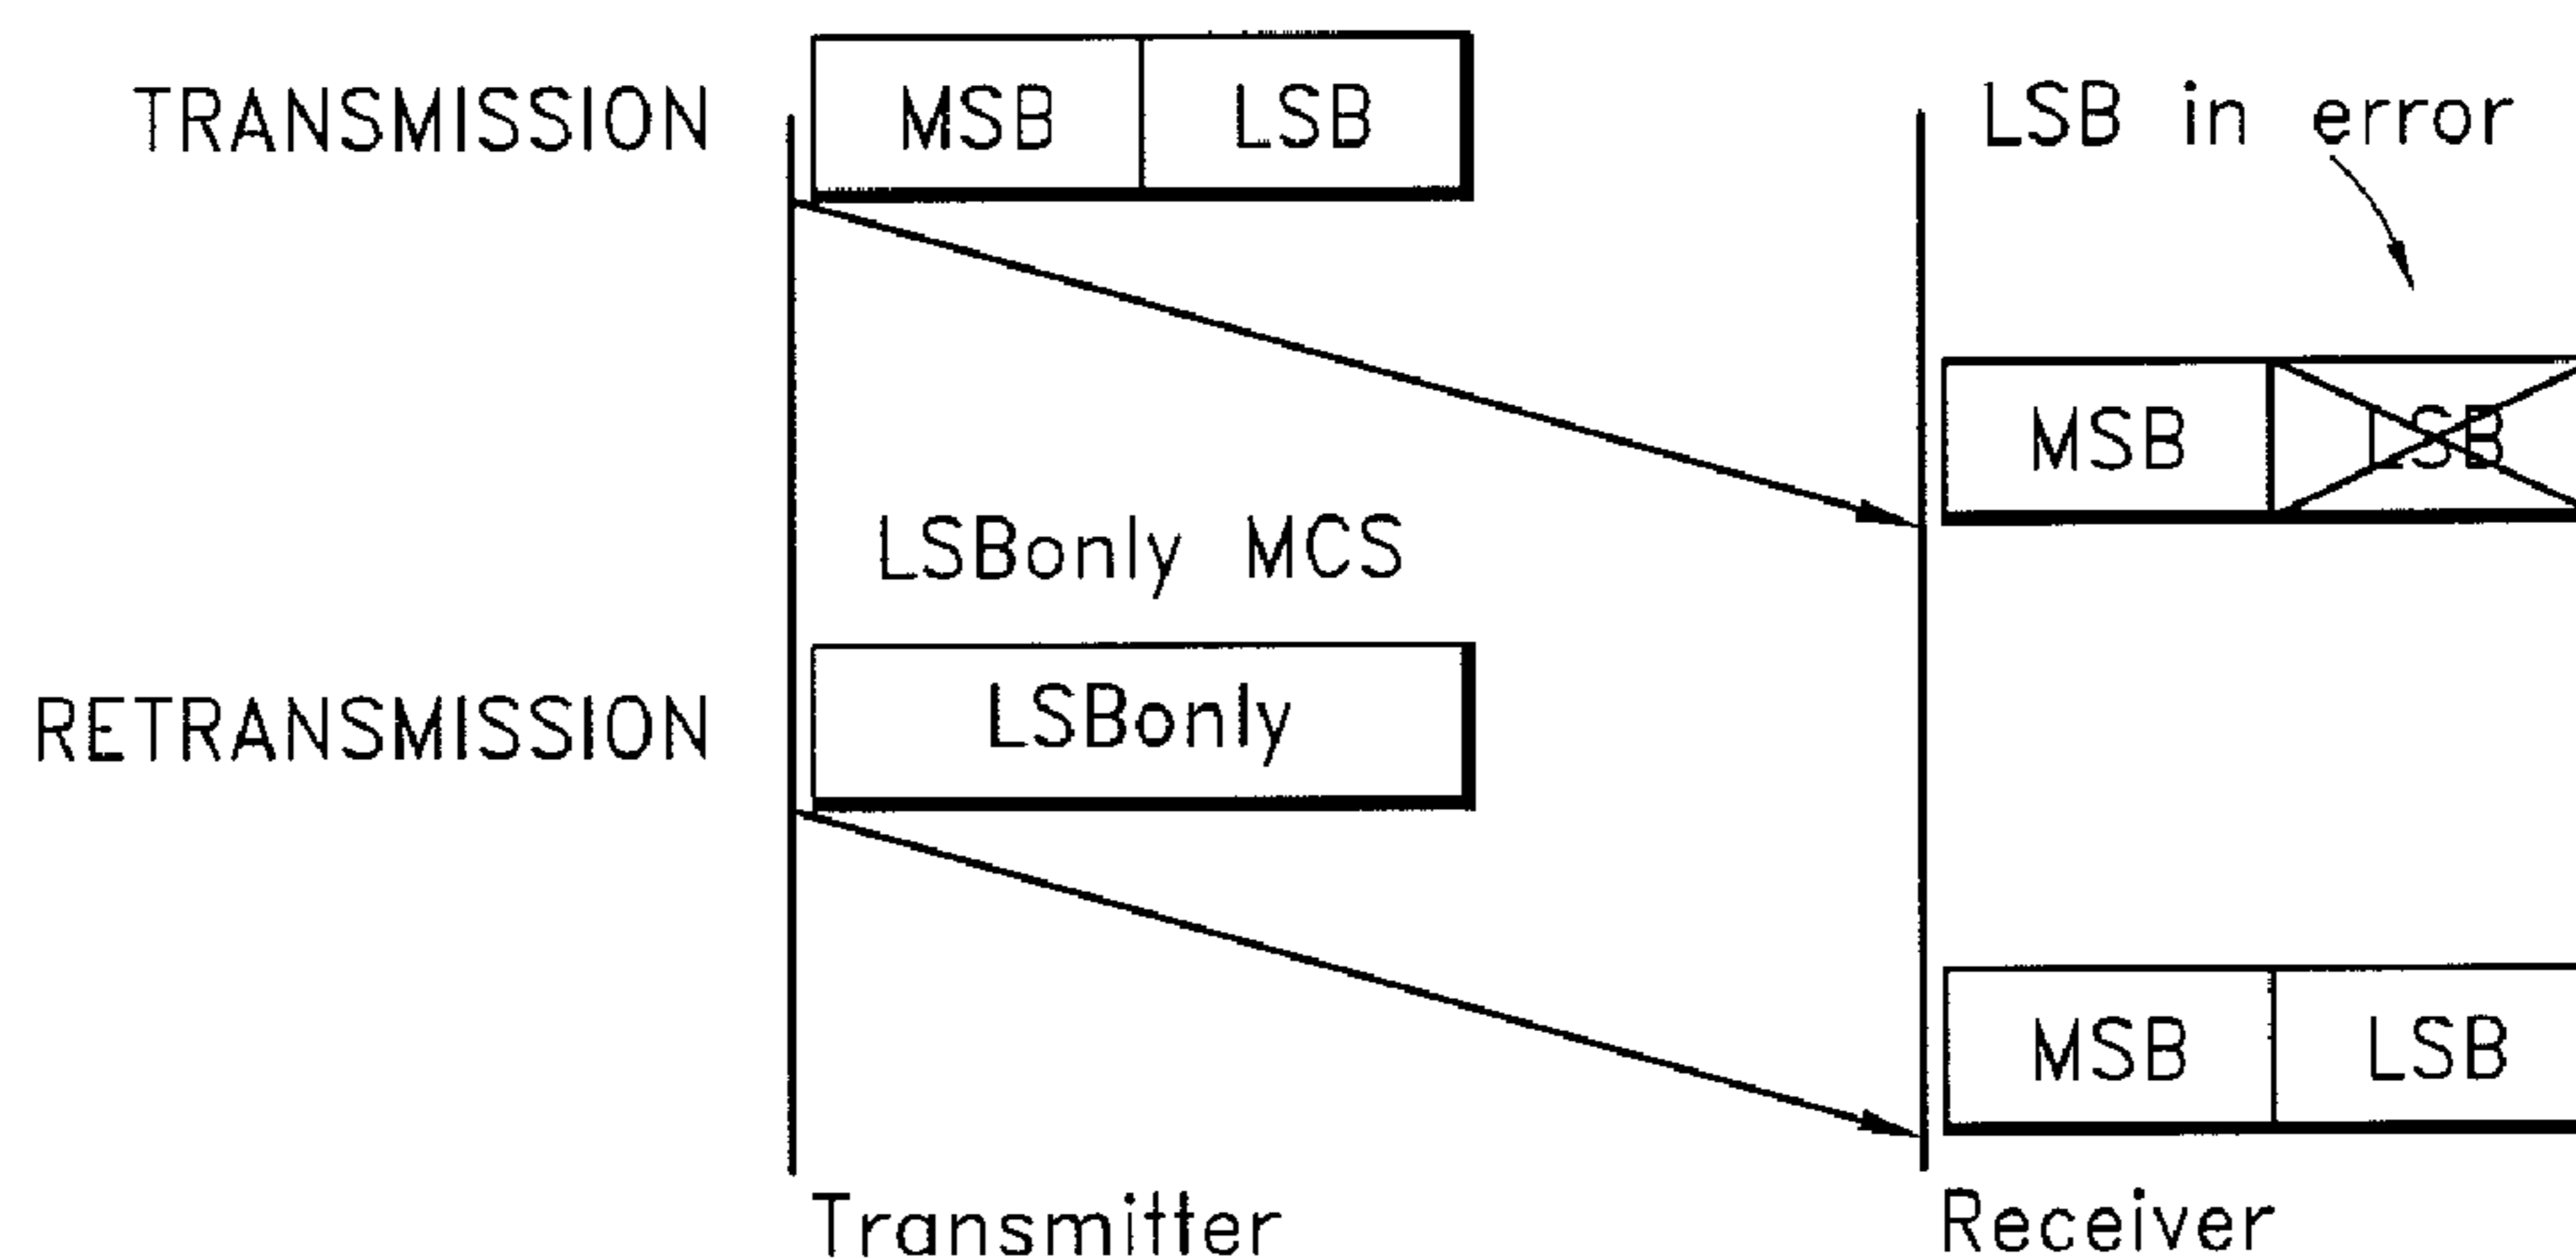 TRANSMISSION
MSB LSB
LSB in error
MSB LSB
LSBonly MCS
RETRANSMISSION
LSBonly
MSB LSB
Transmitter
Receiver